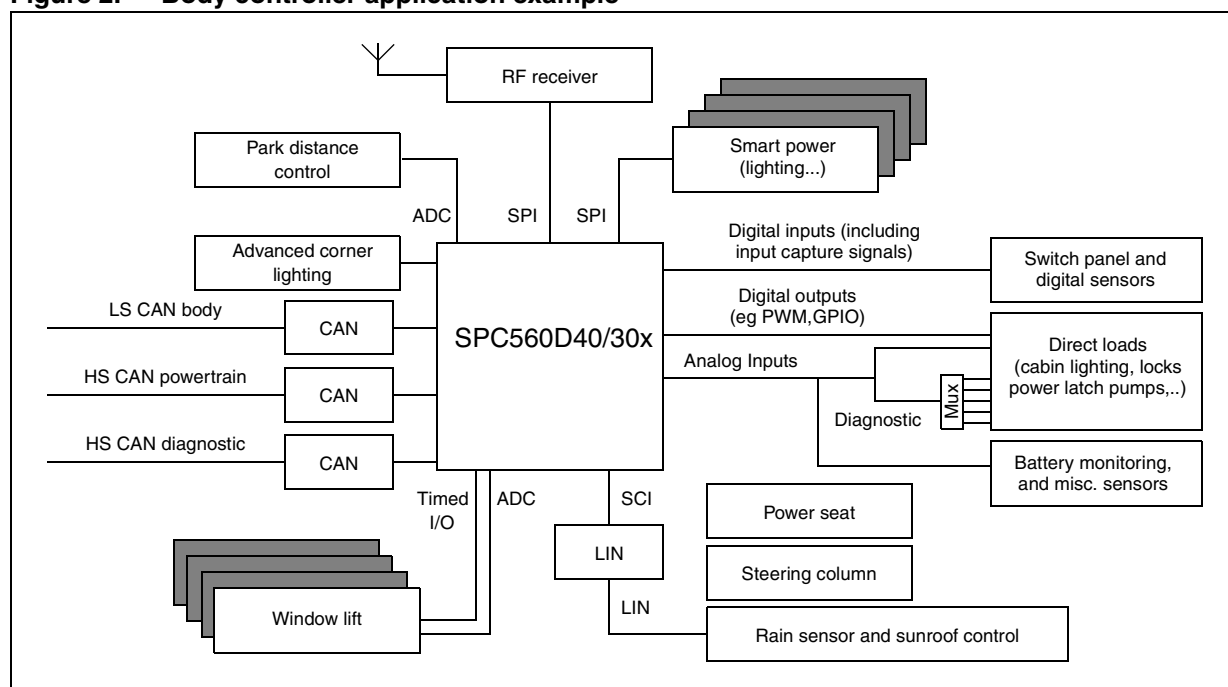 Figure 2. Body controller application example
RF receiver
Park distance
control
Smart power
(lighting...)
ADC
SPI
SPI
Advanced corner
lighting
Digital inputs (including
input capture signals)
Switch panel and
digital sensors
LS CAN body
CAN
SPC560D40/30x
Digital outputs
(eg PWM,GPIO)
Direct loads
(cabin lighting, locks
power latch pumps,..)
Analog Inputs
HS CAN powertrain
CAN
Mux
Diagnostic
HS CAN diagnostic
CAN
Battery monitoring,
and misc. sensors
Timed
I/O
ADC
SCI
Power seat
LIN
Steering column
LIN
Window lift
Rain sensor and sunroof control